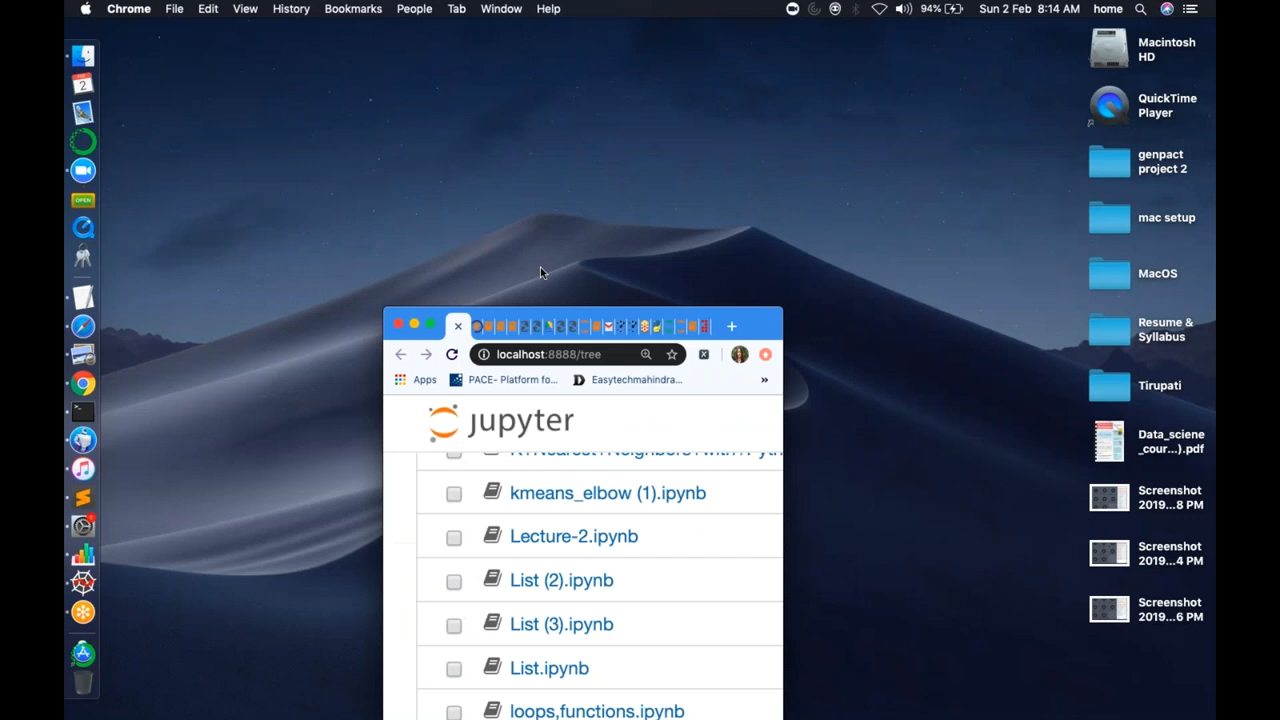 Chrome File Edit View History Bookmarks People Tab Window Help 94% Sun 2 Feb 8:14 AM home
Macintosh
HD
QuickTime
Player
genpact
project 2
mac setup
MacOS
Resume &
Syllabus
Tirupati
Data_sciene
_cour...).pdf
Screenshot
2019...8 PM
Screenshot
2019...4 PM
Screenshot
2019...6 PM
2
OPEN
localhost:8888/tree
Apps PACE- Platform fo... Easytechmahindra... »
jupyter
kmeans_elbow (1).ipynb
Lecture-2.ipynb
List (2).ipynb
List (3).ipynb
List.ipynb
loops,functions.ipynb